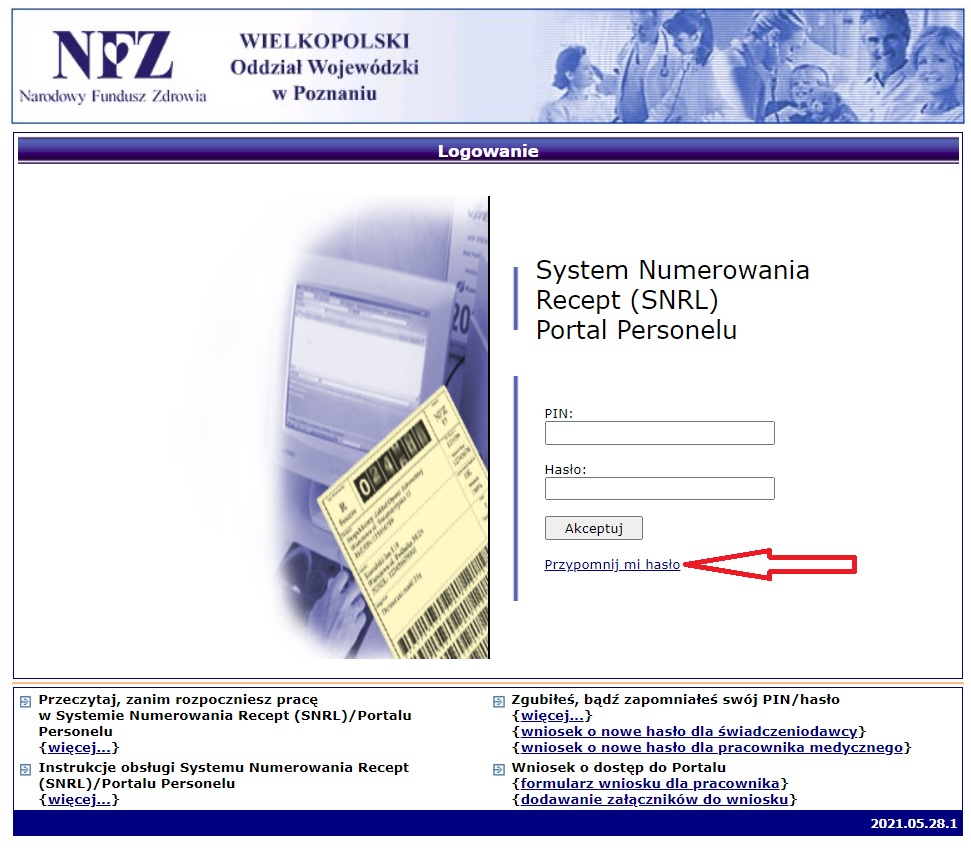 NFZ
Narodowy Fundusz Zdrowia
WIELKOPOLSKI
Oddział Wojewódzki
w Poznaniu
Logowanie
System Numerowania
Recept (SNRL)
Portal Personelu
PIN:
Hasło:
Akceptuj
Przypomnij mi hasło
Przeczytaj, zanim rozpoczniesz pracę
w Systemie Numerowania Recept (SNRL)/Portalu
Personelu
{więcej...}
Instrukcje obsługi Systemu Numerowania Recept
(SNRL)/Portalu Personelu
{więcej...}
Zgubiłeś, bądź zapomniałeś swój PIN/hasło
{więcej...}
{wniosek o nowe hasło dla świadczeniodawcy}
{wniosek o nowe hasło dla pracownika medycznego}
Wniosek o dostęp do Portalu
{formularz wniosku dla pracownika}
{dodawanie załączników do wniosku}
2021.05.28.1